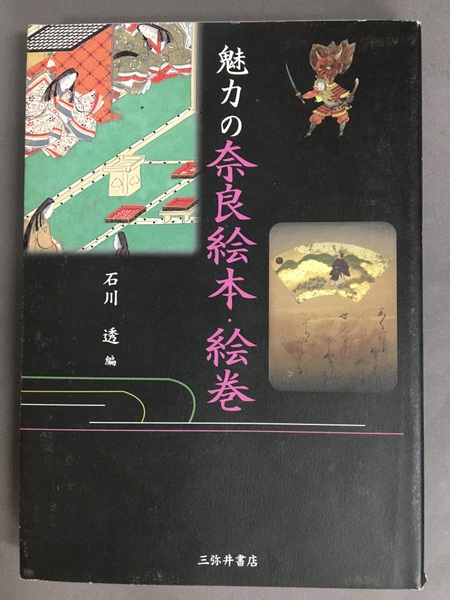 魅力の奈良絵本・絵巻
石川 透 編
三弥井書店